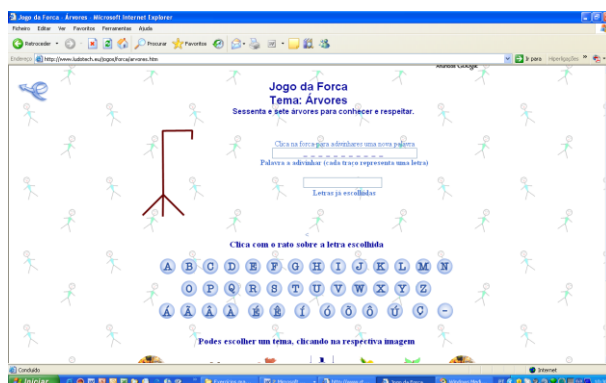 Jogo da Forca - Árvores - Microsoft Internet Explorer
Ficheiro Editar Ver Favoritos Ferramentas Ajuda
Retroceder Procurar Favoritos
Endereço http://www.ludotech.eu/jogos/forca/arvores.htm Ir para Hiperligações »
Jogo da Forca
Tema: Árvores
Sessenta e sete árvores para conhecer e respeitar.
Clica na forca para adivinhares uma nova palavra
_ _ _ _ _ _ _ _ _ _ _
Palavra a adivinhar (cada traço representa uma letra)
Letras já escolhidas
Clica com o rato sobre a letra escolhida
A B C D E F G H I J K L M N
O P Q R S T U V W X Y Z
Á Ã Â À É Ê Í Ó Õ Ô Ú Ç -
Podes escolher um tema, clicando na respectiva imagem
Concluído Internet
Iniciar